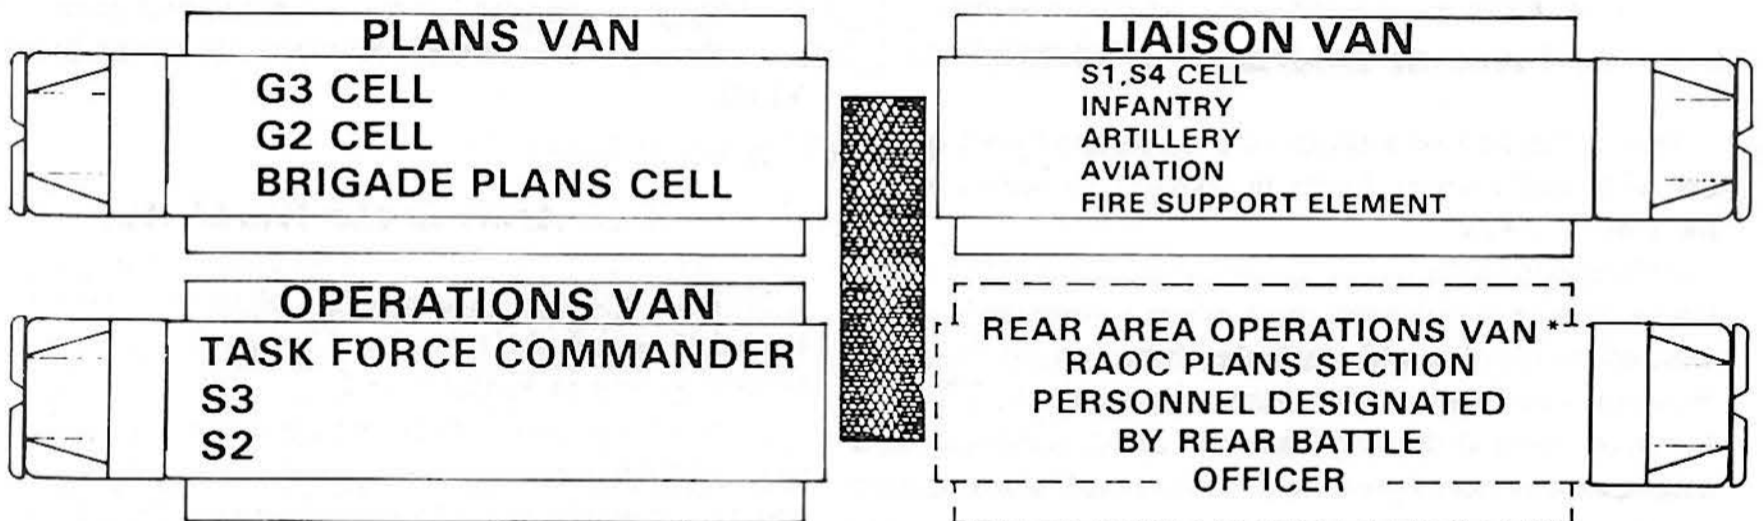 PLANS VAN
G3 CELL
G2 CELL
BRIGADE PLANS CELL
LIAISON VAN
S1,S4 CELL
INFANTRY
ARTILLERY
AVIATION
FIRE SUPPORT ELEMENT
OPERATIONS VAN
TASK FORCE COMMANDER
S3
S2
REAR AREA OPERATIONS VAN*
RAOC PLANS SECTION
PERSONNEL DESIGNATED
BY REAR BATTLE
OFFICER